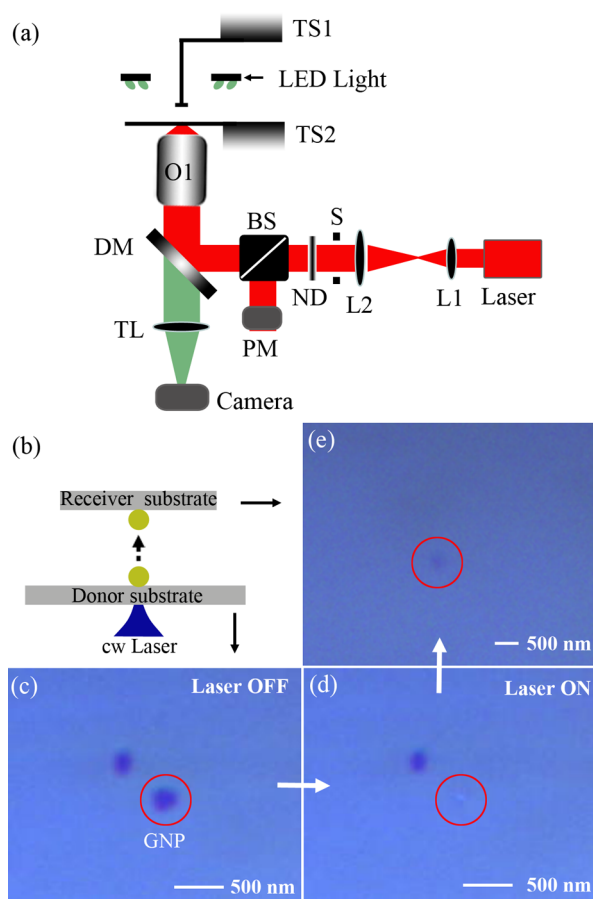 (a)
TS1
LED Light
TS2
O1
BS
S
DM
ND
L2
L1
Laser
TL
PM
Camera
(b)
Receiver substrate
Donor substrate
cw Laser
(e)
500 nm
(c)
Laser OFF
GNP
500 nm
(d)
Laser ON
500 nm